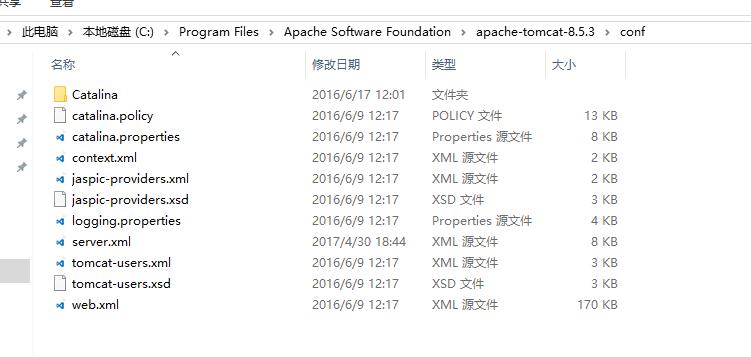 查看
此电脑 > 本地磁盘 (C:) > Program Files > Apache Software Foundation > apache-tomcat-8.5.3 > conf
名称 修改日期 类型 大小
Catalina 2016/6/17 12:01 文件夹
catalina.policy 2016/6/9 12:17 POLICY 文件 13 KB
catalina.properties 2016/6/9 12:17 Properties 源文件 8 KB
context.xml 2016/6/9 12:17 XML 源文件 2 KB
jaspic-providers.xml 2016/6/9 12:17 XML 源文件 2 KB
jaspic-providers.xsd 2016/6/9 12:17 XSD 文件 3 KB
logging.properties 2016/6/9 12:17 Properties 源文件 4 KB
server.xml 2017/4/30 18:44 XML 源文件 8 KB
tomcat-users.xml 2016/6/9 12:17 XML 源文件 3 KB
tomcat-users.xsd 2016/6/9 12:17 XSD 文件 3 KB
web.xml 2016/6/9 12:17 XML 源文件 170 KB